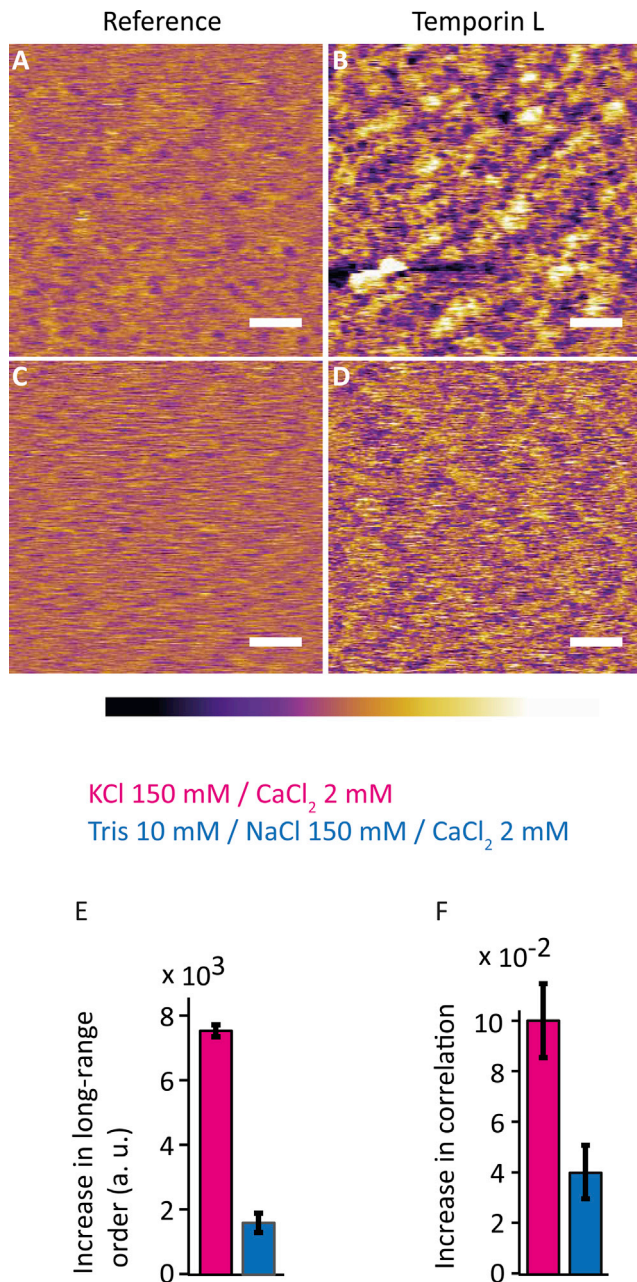 Reference Temporin L
A B
C D
KCl 150 mM / CaCl₂ 2 mM
Tris 10 mM / NaCl 150 mM / CaCl₂ 2 mM
E F
x 10³
8
6
4
2
0
Increase in long-range
order (a. u.)
x 10⁻²
10
8
6
4
2
0
Increase in correlation